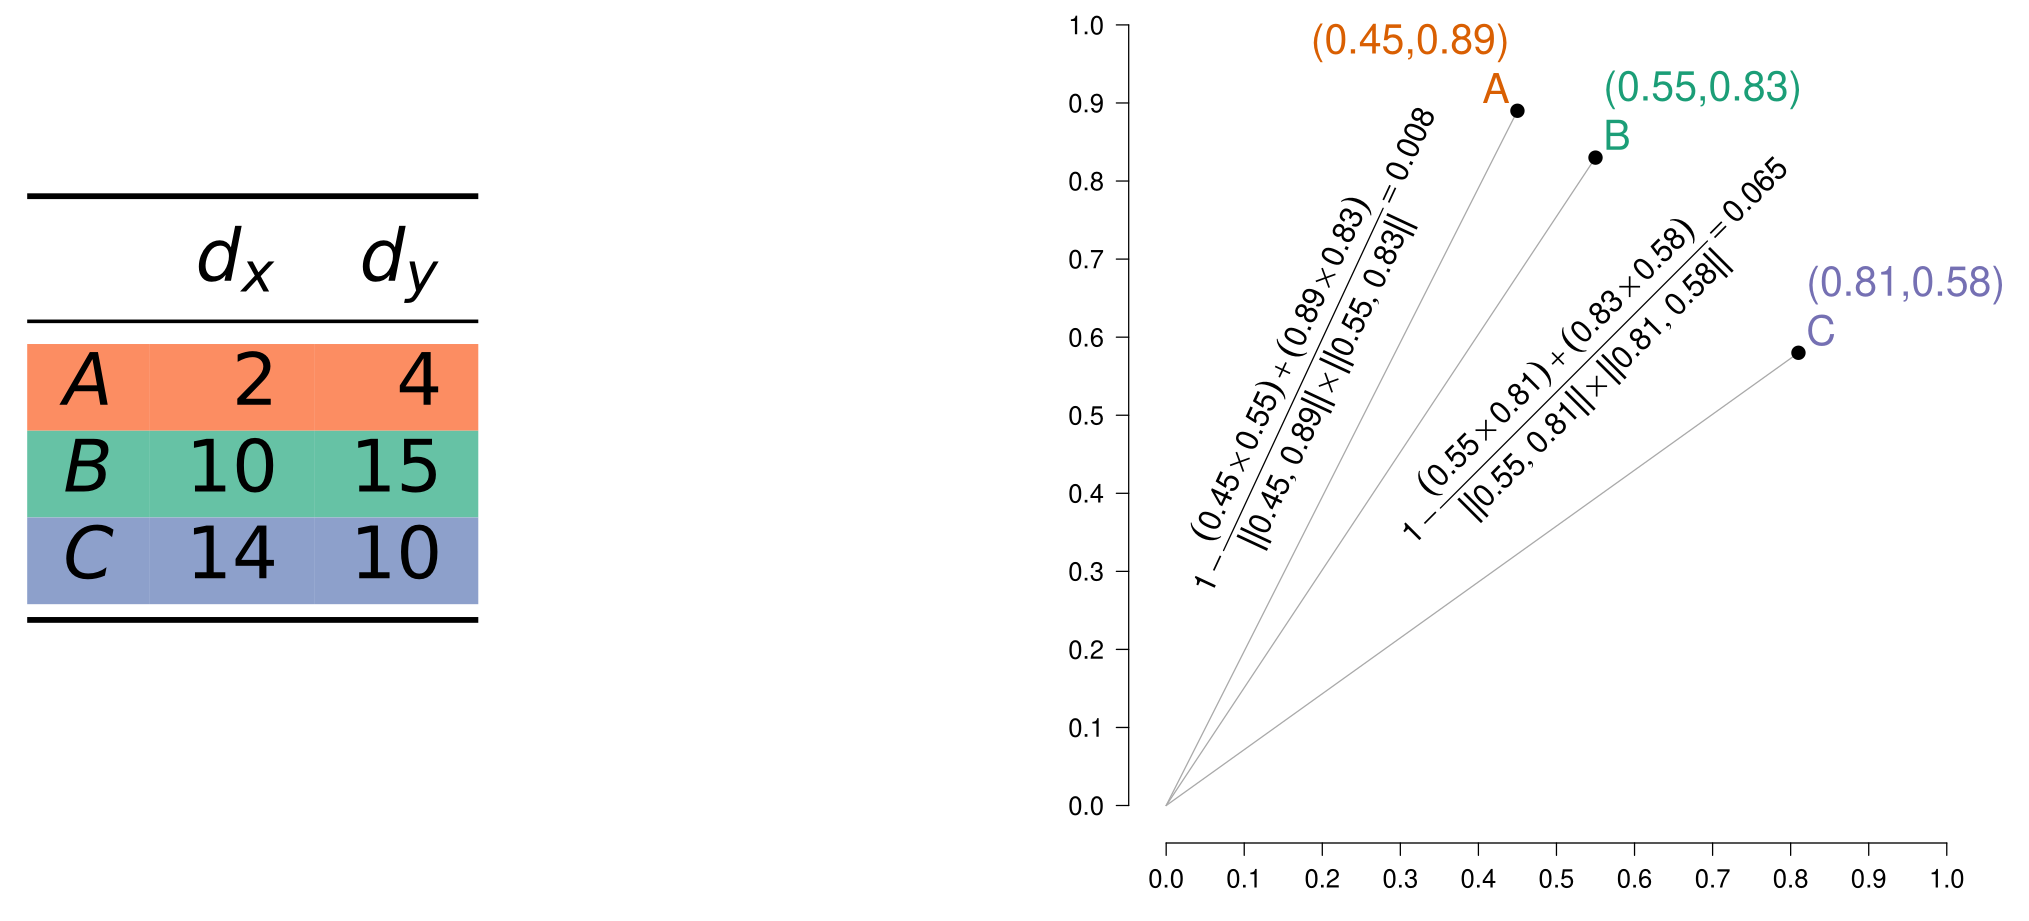 d_x d_y
A 2 4
B 10 15
C 14 10
1.0
0.9
0.8
0.7
0.6
0.5
0.4
0.3
0.2
0.1
0.0
(0.45,0.89)
A
(0.55,0.83)
B
(0.81,0.58)
C
1 − (0.45 × 0.55) + (0.89 × 0.83) / ||0.45, 0.89|| × ||0.55, 0.83|| = 0.008
1 − (0.55 × 0.81) + (0.83 × 0.58) / ||0.55, 0.81|| × ||0.81, 0.58|| = 0.065
0.0 0.1 0.2 0.3 0.4 0.5 0.6 0.7 0.8 0.9 1.0